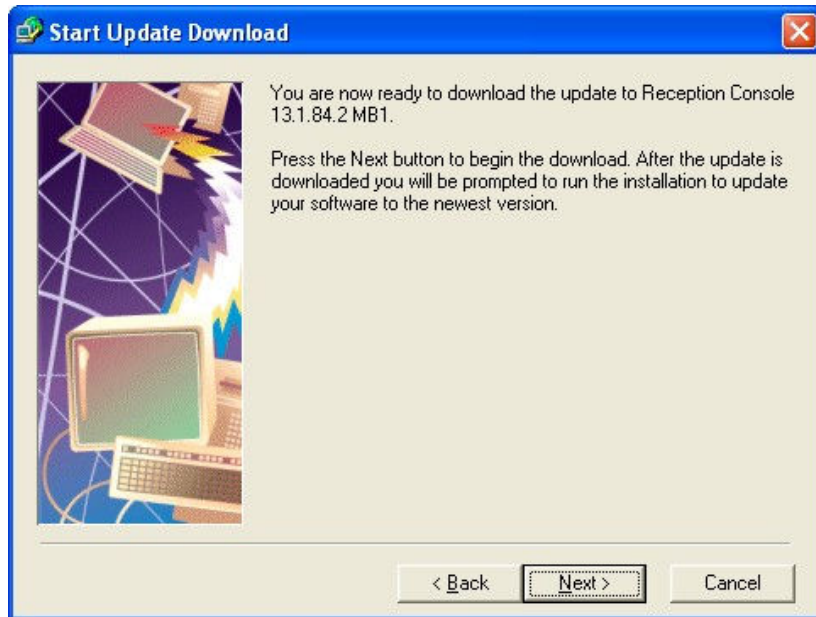 Start Update Download
You are now ready to download the update to Reception Console
13.1.84.2 MB1.
Press the Next button to begin the download. After the update is
downloaded you will be prompted to run the installation to update
your software to the newest version.
< Back
Next >
Cancel